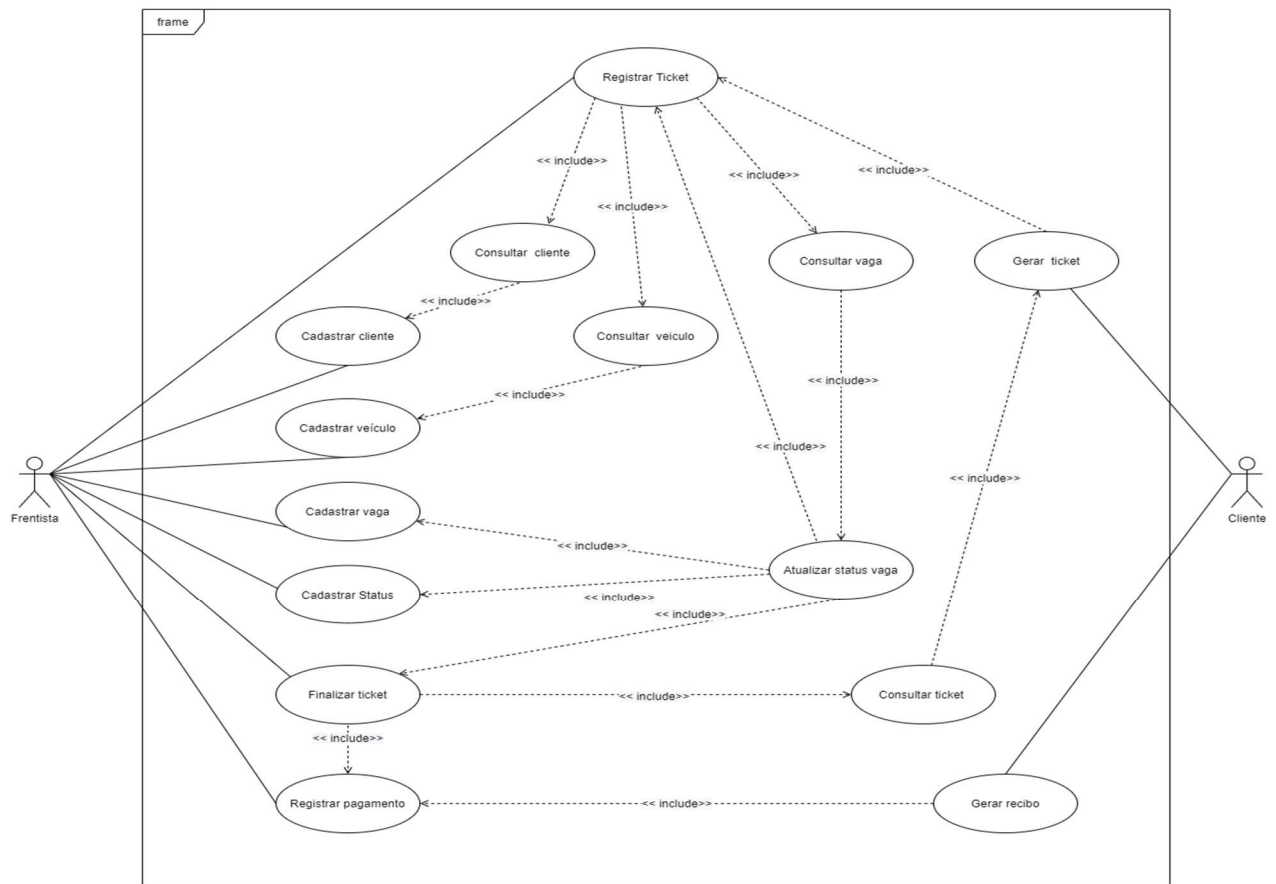 frame
Registrar Ticket
<< include>>
<< include>>
<< include>>
<< include>>
Consultar cliente
Consultar vaga
Gerar ticket
<< include>>
Cadastrar cliente
Consultar veiculo
<< include>>
<< include>>
Cadastrar veículo
<< include>>
<< include>>
Cadastrar vaga
Frentista
Cliente
<< include>>
Atualizar status vaga
Cadastrar Status
<< include>>
<< include>>
Finalizar ticket
<< include>>
Consultar ticket
<< include>>
Registrar pagamento
<< include>>
Gerar recibo